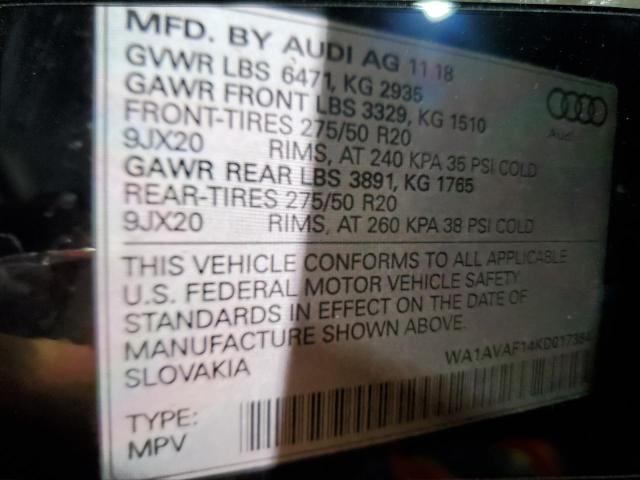 MFD. BY AUDI AG 11 18
GVWR LBS 6471, KG 2935
GAWR FRONT LBS 3329, KG 1510
FRONT-TIRES 275/50 R20
9JX20 RIMS, AT 240 KPA 35 PSI COLD
GAWR REAR LBS 3891, KG 1765
REAR-TIRES 275/50 R20
9JX20 RIMS, AT 260 KPA 38 PSI COLD
Audi
THIS VEHICLE CONFORMS TO ALL APPLICABLE
U.S. FEDERAL MOTOR VEHICLE SAFETY
STANDARDS IN EFFECT ON THE DATE OF
MANUFACTURE SHOWN ABOVE.
SLOVAKIA
TYPE:
MPV